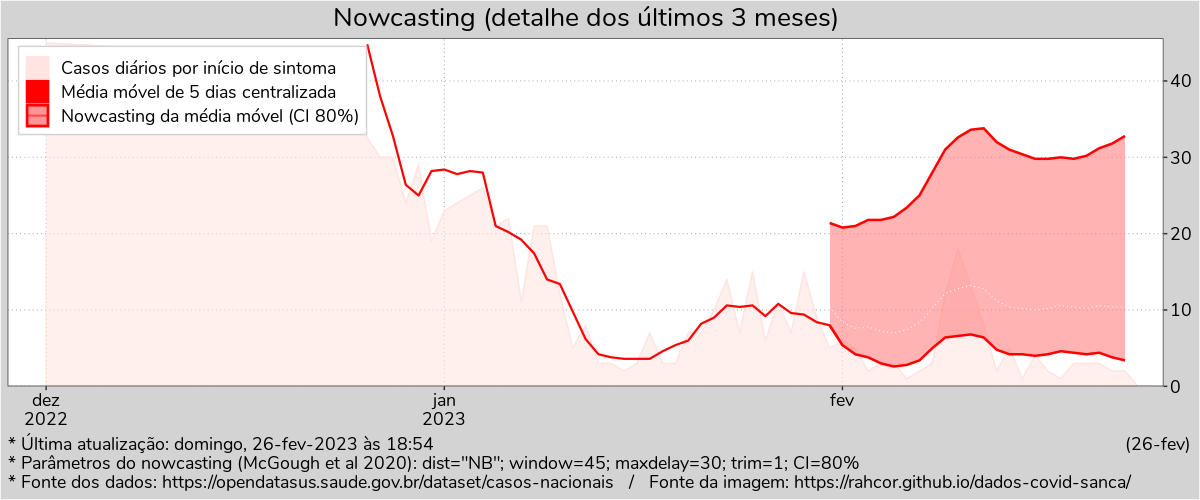 Nowcasting (detalhe dos últimos 3 meses)
Casos diários por início de sintoma
Média móvel de 5 dias centralizada
Nowcasting da média móvel (CI 80%)
40
30
20
10
0
dez
2022
jan
2023
fev
* Última atualização: domingo, 26-fev-2023 às 18:54
(26-fev)
* Parâmetros do nowcasting (McGough et al 2020): dist="NB"; window=45; maxdelay=30; trim=1; CI=80%
* Fonte dos dados: https://opendatasus.saude.gov.br/dataset/casos-nacionais / Fonte da imagem: https://rahcor.github.io/dados-covid-sanca/